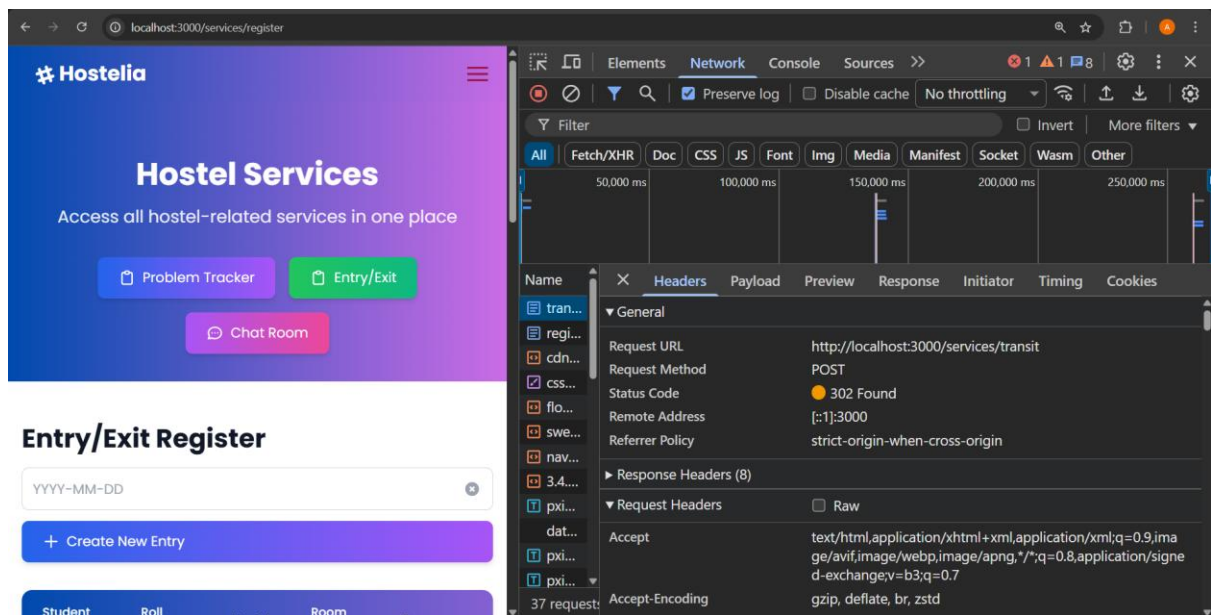 localhost:3000/services/register
Hostelia
Hostel Services
Access all hostel-related services in one place
Problem Tracker
Entry/Exit
Chat Room
Entry/Exit Register
YYYY-MM-DD
+ Create New Entry
Student Roll Room
Elements Network Console Sources 1 1 8
Preserve log Disable cache No throttling
Filter Invert More filters
All Fetch/XHR Doc CSS JS Font Img Media Manifest Socket Wasm Other
50,000 ms 100,000 ms 150,000 ms 200,000 ms 250,000 ms
Name
tran...
regi...
cdn...
css...
flo...
swe...
nav...
3.4....
pxi...
dat...
pxi...
pxi...
37 requests
Headers Payload Preview Response Initiator Timing Cookies
General
Request URL http://localhost:3000/services/transit
Request Method POST
Status Code 302 Found
Remote Address [::1]:3000
Referrer Policy strict-origin-when-cross-origin
Response Headers (8)
Request Headers Raw
Accept text/html,application/xhtml+xml,application/xml;q=0.9,ima
ge/avif,image/webp,image/apng,*/*;q=0.8,application/signe
d-exchange;v=b3;q=0.7
Accept-Encoding gzip, deflate, br, zstd